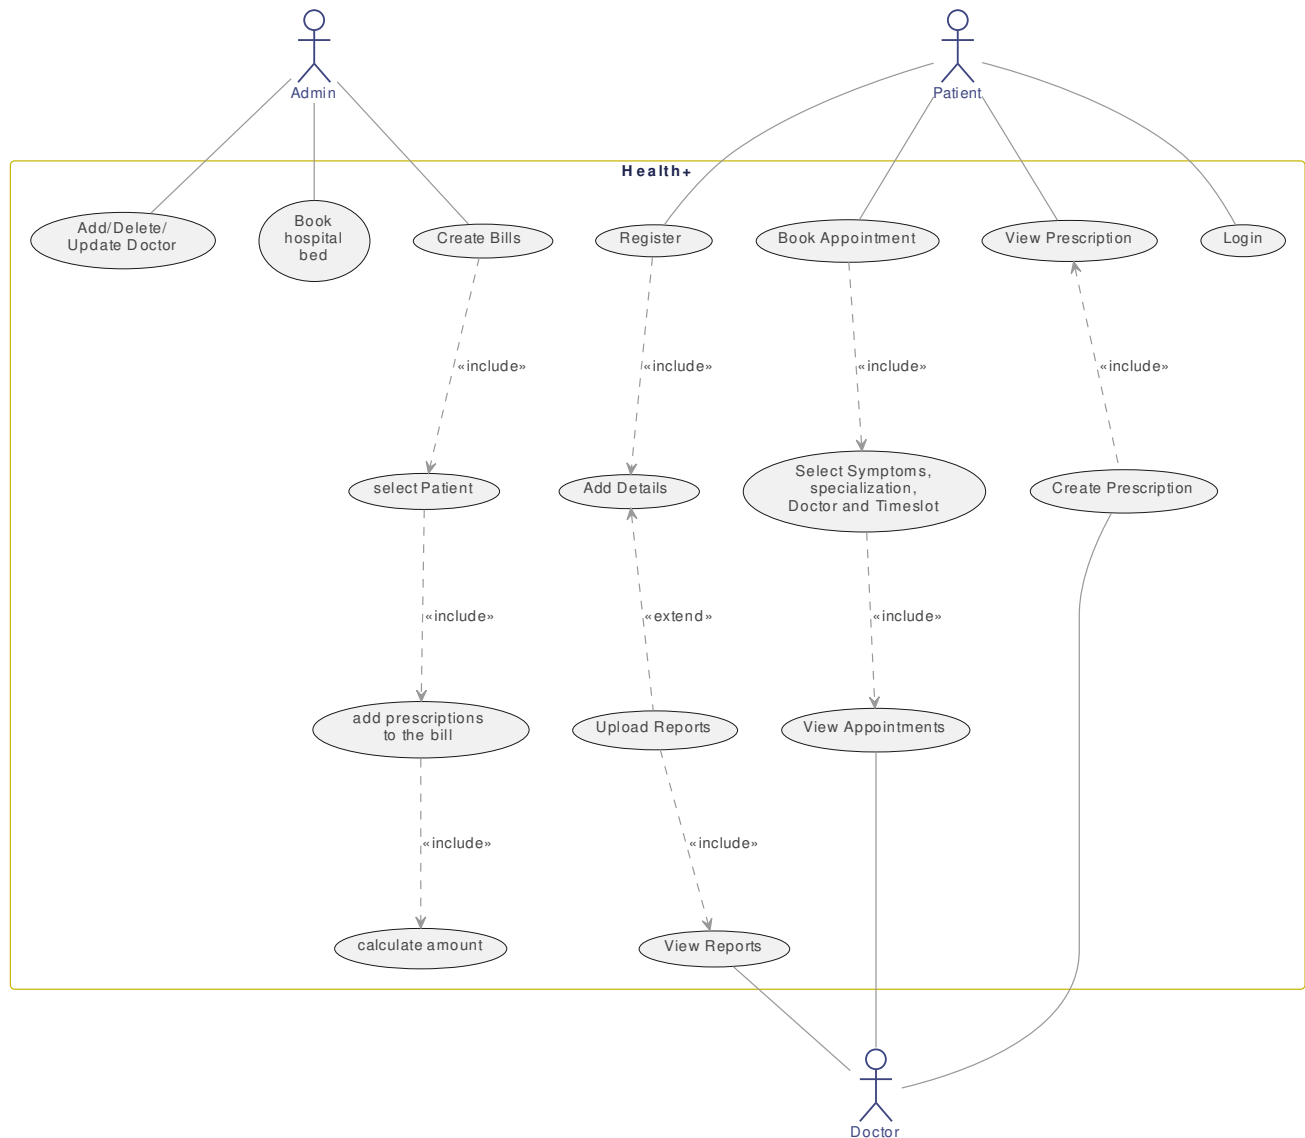 Admin
Patient
Health+
Add/Delete/
Update Doctor
Book
hospital
bed
Create Bills
Register
Book Appointment
View Prescription
Login
«include»
«include»
«include»
«include»
select Patient
Add Details
Select Symptoms,
specialization,
Doctor and Timeslot
Create Prescription
«include»
«extend»
«include»
add prescriptions
to the bill
Upload Reports
View Appointments
«include»
«include»
calculate amount
View Reports
Doctor